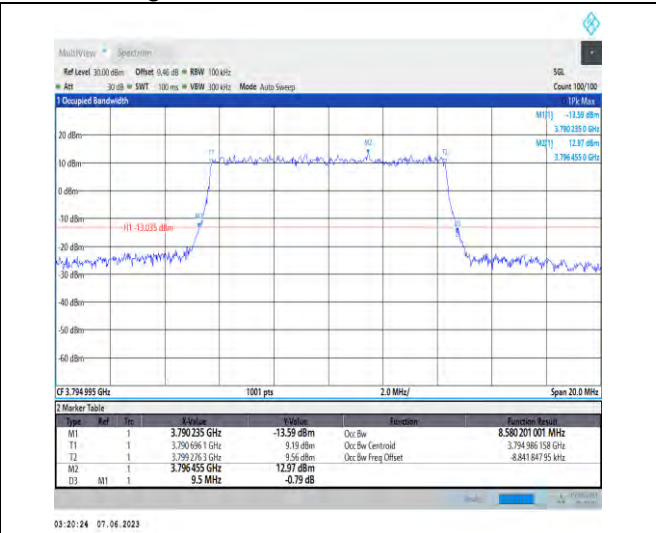 MultiView Spectrum
Ref Level 30.00 dBm Offset 9.46 dB RBW 100 kHz SGL
Att 30 dB SWT 100 ms VBW 300 kHz Mode Auto Sweep Count 100/100
1 Occupied Bandwidth 1Pk Max
M1[1] -13.59 dBm
3.790 235 0 GHz
M2[1] 12.97 dBm
3.796 455 0 GHz
20 dBm
M2
T1 T2
10 dBm
0 dBm
-10 dBm
M1
H1 -13.035 dBm
D3
-20 dBm
-30 dBm
-40 dBm
-50 dBm
-60 dBm
CF 3.794 995 GHz 1001 pts 2.0 MHz/ Span 20.0 MHz
2 Marker Table
Type Ref Trc X-Value Y-Value Function Function Result
M1 1 3.790 235 GHz -13.59 dBm Occ Bw 8.580 201 001 MHz
T1 1 3.790 696 1 GHz 9.19 dBm Occ Bw Centroid 3.794 986 158 GHz
T2 1 3.799 276 3 GHz 9.56 dBm Occ Bw Freq Offset -8.841 847 95 kHz
M2 1 3.796 455 GHz 12.97 dBm
D3 M1 1 9.5 MHz -0.79 dB
03:20:24 07.06.2023